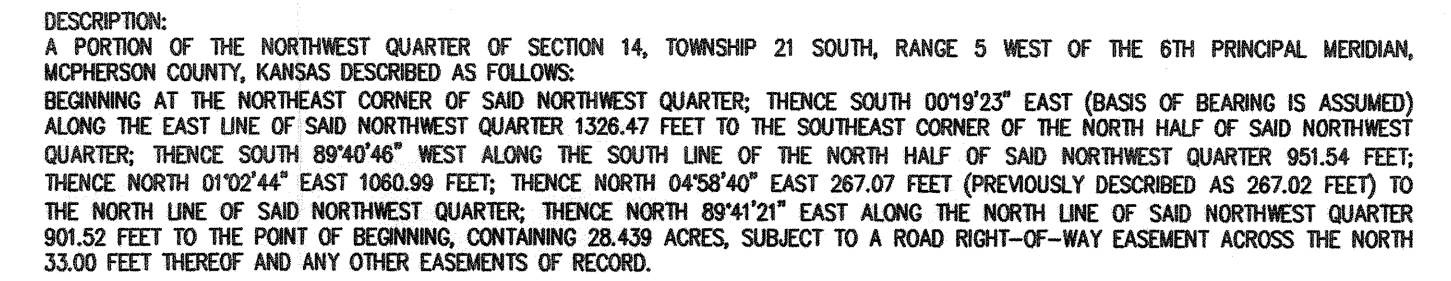 DESCRIPTION:
A PORTION OF THE NORTHWEST QUARTER OF SECTION 14, TOWNSHIP 21 SOUTH, RANGE 5 WEST OF THE 6TH PRINCIPAL MERIDIAN,
MCPHERSON COUNTY, KANSAS DESCRIBED AS FOLLOWS:
BEGINNING AT THE NORTHEAST CORNER OF SAID NORTHWEST QUARTER; THENCE SOUTH 00°19'23" EAST (BASIS OF BEARING IS ASSUMED)
ALONG THE EAST LINE OF SAID NORTHWEST QUARTER 1326.47 FEET TO THE SOUTHEAST CORNER OF THE NORTH HALF OF SAID NORTHWEST
QUARTER; THENCE SOUTH 89°40'46" WEST ALONG THE SOUTH LINE OF THE NORTH HALF OF SAID NORTHWEST QUARTER 951.54 FEET;
THENCE NORTH 01°02'44" EAST 1060.99 FEET; THENCE NORTH 04°58'40" EAST 267.07 FEET (PREVIOUSLY DESCRIBED AS 267.02 FEET) TO
THE NORTH LINE OF SAID NORTHWEST QUARTER; THENCE NORTH 89°41'21" EAST ALONG THE NORTH LINE OF SAID NORTHWEST QUARTER
901.52 FEET TO THE POINT OF BEGINNING, CONTAINING 28.439 ACRES, SUBJECT TO A ROAD RIGHT-OF-WAY EASEMENT ACROSS THE NORTH
33.00 FEET THEREOF AND ANY OTHER EASEMENTS OF RECORD.